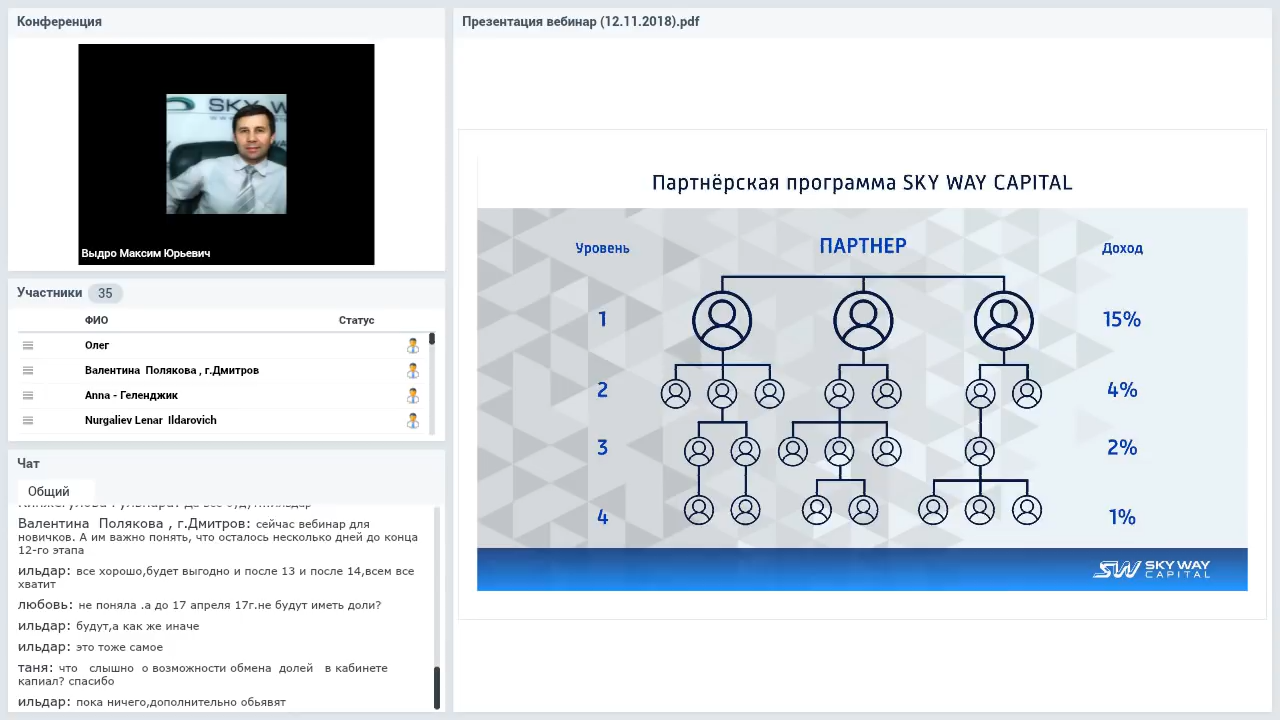 Конференция
SKY W
Выдро Максим Юрьевич
Участники 35
ФИО Статус
Олег
Валентина Полякова , г.Дмитров
Anna - Геленджик
Nurgaliev Lenar Ildarovich
Чат
Общий
Валентина Полякова , г.Дмитров: сейчас вебинар для
новичков. А им важно понять, что осталось несколько дней до конца
12-го этапа
ильдар: все хорошо,будет выгодно и после 13 и после 14,всем все
хватит
любовь: не поняла .а до 17 апреля 17г.не будут иметь доли?
ильдар: будут,а как же иначе
ильдар: это тоже самое
таня: что слышно о возможности обмена долей в кабинете
капиал? спасибо
ильдар: пока ничего,дополнительно обьявят
Презентация вебинар (12.11.2018).pdf
Партнёрская программа SKY WAY CAPITAL
Уровень ПАРТНЕР Доход
1 15%
2 4%
3 2%
4 1%
SW SKY WAY
CAPITAL